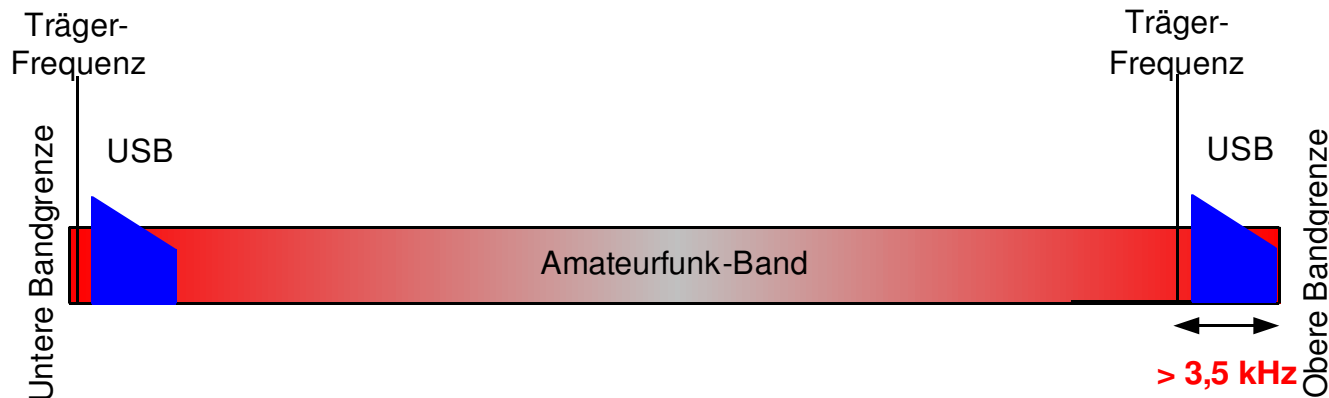 Träger-
Frequenz
Träger-
Frequenz
Untere Bandgrenze
USB
USB
Obere Bandgrenze
Amateurfunk-Band
> 3,5 kHz